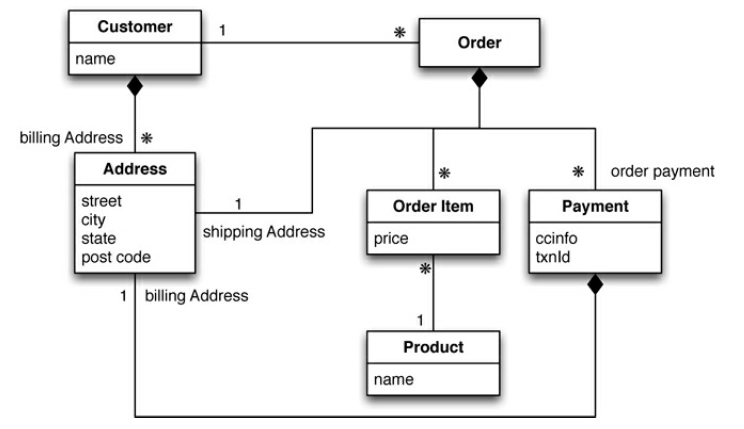 Customer
name
1
*
Order
billing Address
*
Address
street
city
state
post code
1
shipping Address
*
Order Item
price
*
order payment
Payment
ccinfo
txnId
1
billing Address
*
1
Product
name